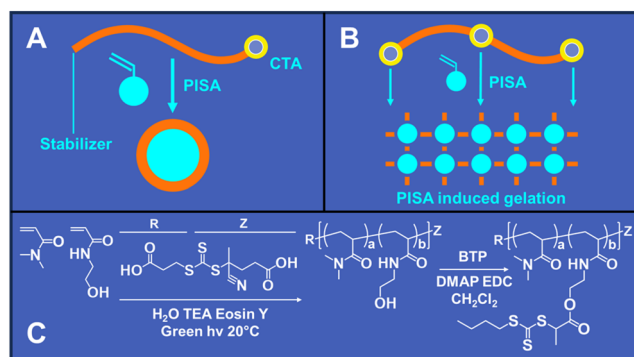 A
CTA
PISA
Stabilizer
B
PISA
PISA induced gelation
C
R Z
O
N
O
HN
OH
O
HO
S
S
S
CN
O
OH
H2O TEA Eosin Y
Green hv 20°C
R
a
b
Z
N
O
HN
O
OH
BTP
DMAP EDC
CH2Cl2
R
a
b
Z
N
O
HN
O
O
S
S
S
O